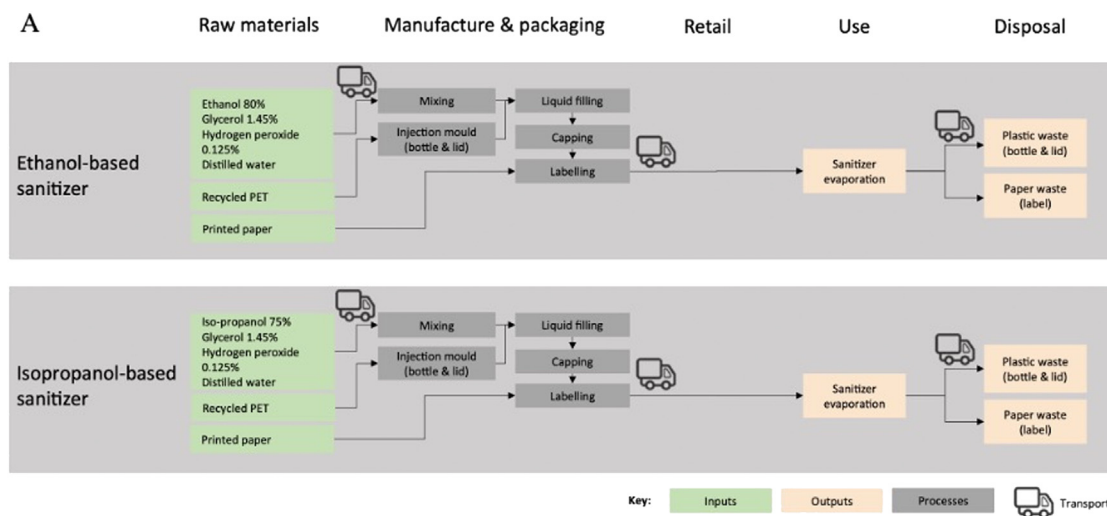 A
Raw materials
Manufacture & packaging
Retail
Use
Disposal
Ethanol-based
sanitizer
Ethanol 80%
Glycerol 1.45%
Hydrogen peroxide
0.125%
Distilled water
Recycled PET
Printed paper
Mixing
Injection mould
(bottle & lid)
Liquid filling
Capping
Labelling
Sanitizer
evaporation
Plastic waste
(bottle & lid)
Paper waste
(label)
Isopropanol-based
sanitizer
Iso-propanol 75%
Glycerol 1.45%
Hydrogen peroxide
0.125%
Distilled water
Recycled PET
Printed paper
Mixing
Injection mould
(bottle & lid)
Liquid filling
Capping
Labelling
Sanitizer
evaporation
Plastic waste
(bottle & lid)
Paper waste
(label)
Key:
Inputs
Outputs
Processes
Transport